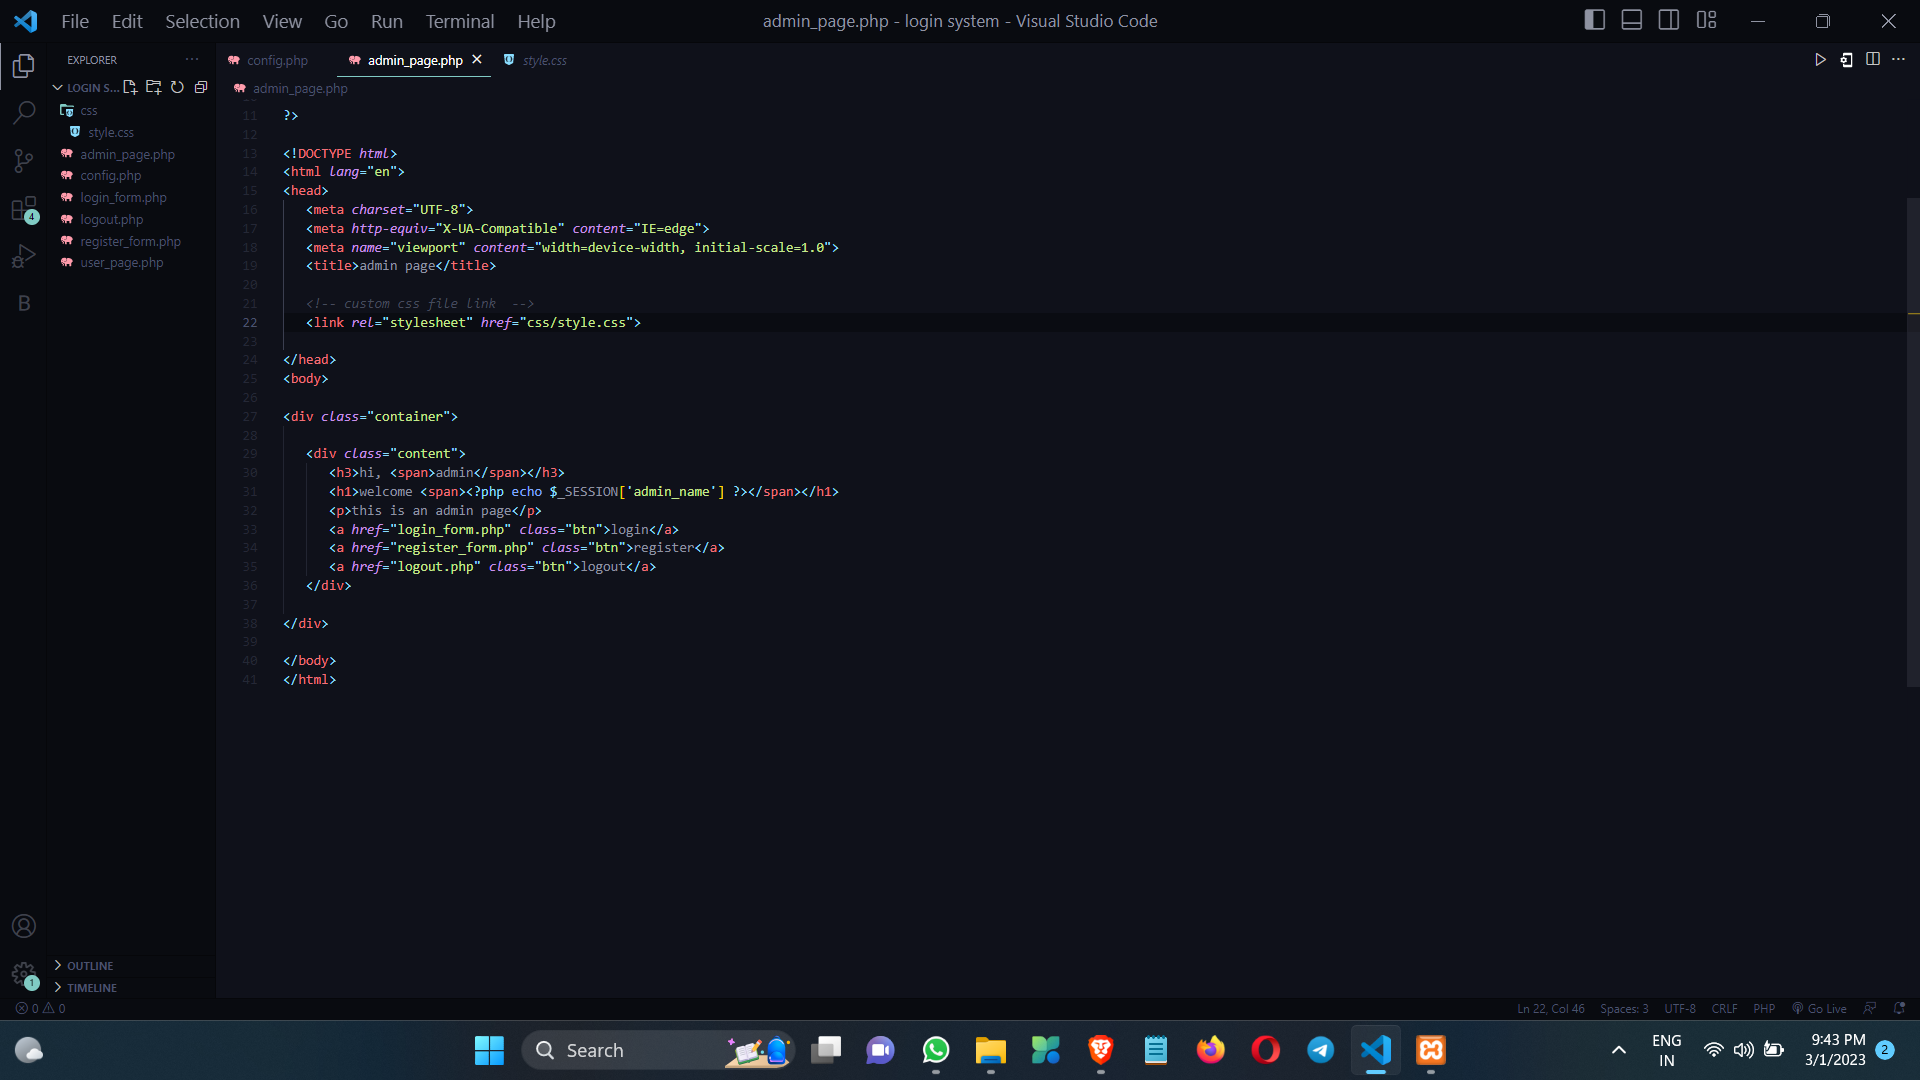 File Edit Selection View Go Run Terminal Help admin_page.php - login system - Visual Studio Code
EXPLORER
LOGIN S...
css
style.css
admin_page.php
config.php
login_form.php
logout.php
register_form.php
user_page.php
4
B
config.php admin_page.php style.css
admin_page.php
11 ?>
12
13 <!DOCTYPE html>
14 <html lang="en">
15 <head>
16 <meta charset="UTF-8">
17 <meta http-equiv="X-UA-Compatible" content="IE=edge">
18 <meta name="viewport" content="width=device-width, initial-scale=1.0">
19 <title>admin page</title>
20
21 <!-- custom css file link  -->
22 <link rel="stylesheet" href="css/style.css">
23
24 </head>
25 <body>
26
27 <div class="container">
28
29 <div class="content">
30 <h3>hi, <span>admin</span></h3>
31 <h1>welcome <span><?php echo $_SESSION['admin_name'] ?></span></h1>
32 <p>this is an admin page</p>
33 <a href="login_form.php" class="btn">login</a>
34 <a href="register_form.php" class="btn">register</a>
35 <a href="logout.php" class="btn">logout</a>
36 </div>
37
38 </div>
39
40 </body>
41 </html>
OUTLINE
TIMELINE
1
0 0
Ln 22, Col 46 Spaces: 3 UTF-8 CRLF PHP Go Live
Search
ENG
IN
9:43 PM
3/1/2023
2